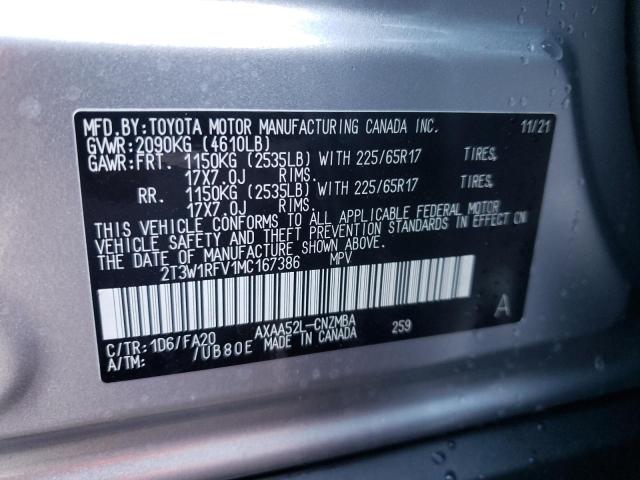 MFD.BY:TOYOTA MOTOR MANUFACTURING CANADA INC. 11/21
GVWR:2090KG (4610LB)
GAWR:FRT. 1150KG (2535LB) WITH 225/65R17 TIRES,
17X7.0J RIMS.
RR. 1150KG (2535LB) WITH 225/65R17 TIRES,
17X7.0J RIMS.
THIS VEHICLE CONFORMS TO ALL APPLICABLE FEDERAL MOTOR
VEHICLE SAFETY AND THEFT PREVENTION STANDARDS IN EFFECT ON
THE DATE OF MANUFACTURE SHOWN ABOVE.
2T3W1RFV1MC167386 MPV
A
C/TR:1D6/FA20 AXAA52L-CNZMBA 259
A/TM: /UB80E MADE IN CANADA